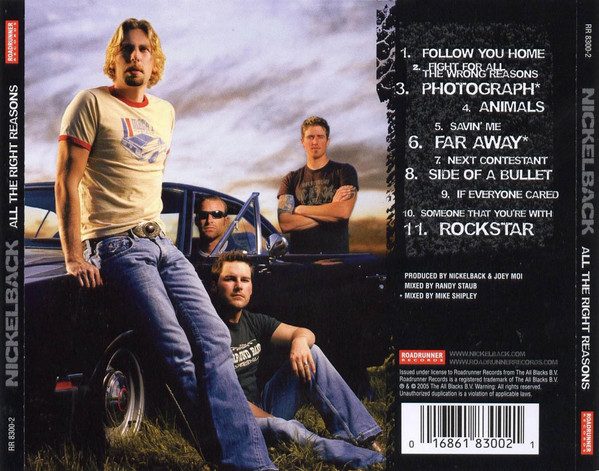 ROADRUNNER
RECORDS
NICKELBACK ALL THE RIGHT REASONS
RR 8300-2
1. FOLLOW YOU HOME
2. FIGHT FOR ALL
THE WRONG REASONS
3. PHOTOGRAPH*
4. ANIMALS
5. SAVIN' ME
6. FAR AWAY*
7. NEXT CONTESTANT
8. SIDE OF A BULLET
9. IF EVERYONE CARED
10. SOMEONE THAT YOU'RE WITH
11. ROCKSTAR
PRODUCED BY NICKELBACK & JOEY MOI
MIXED BY RANDY STAUB
* MIXED BY MIKE SHIPLEY
ROADRUNNER
RECORDS
WWW.NICKELBACK.COM
WWW.ROADRUNNERRECORDS.COM
Issued under license to Roadrunner Records from The All Blacks B.V.
Roadrunner Records is a registered trademark of The All Blacks B.V.
℗ & © 2005 The All Blacks B.V. Warning: All rights reserved.
Unauthorized duplication is a violation of applicable laws.
0 16861 83002 1
RR 8300-2
NICKELBACK ALL THE RIGHT REASONS
ROADRUNNER
RECORDS